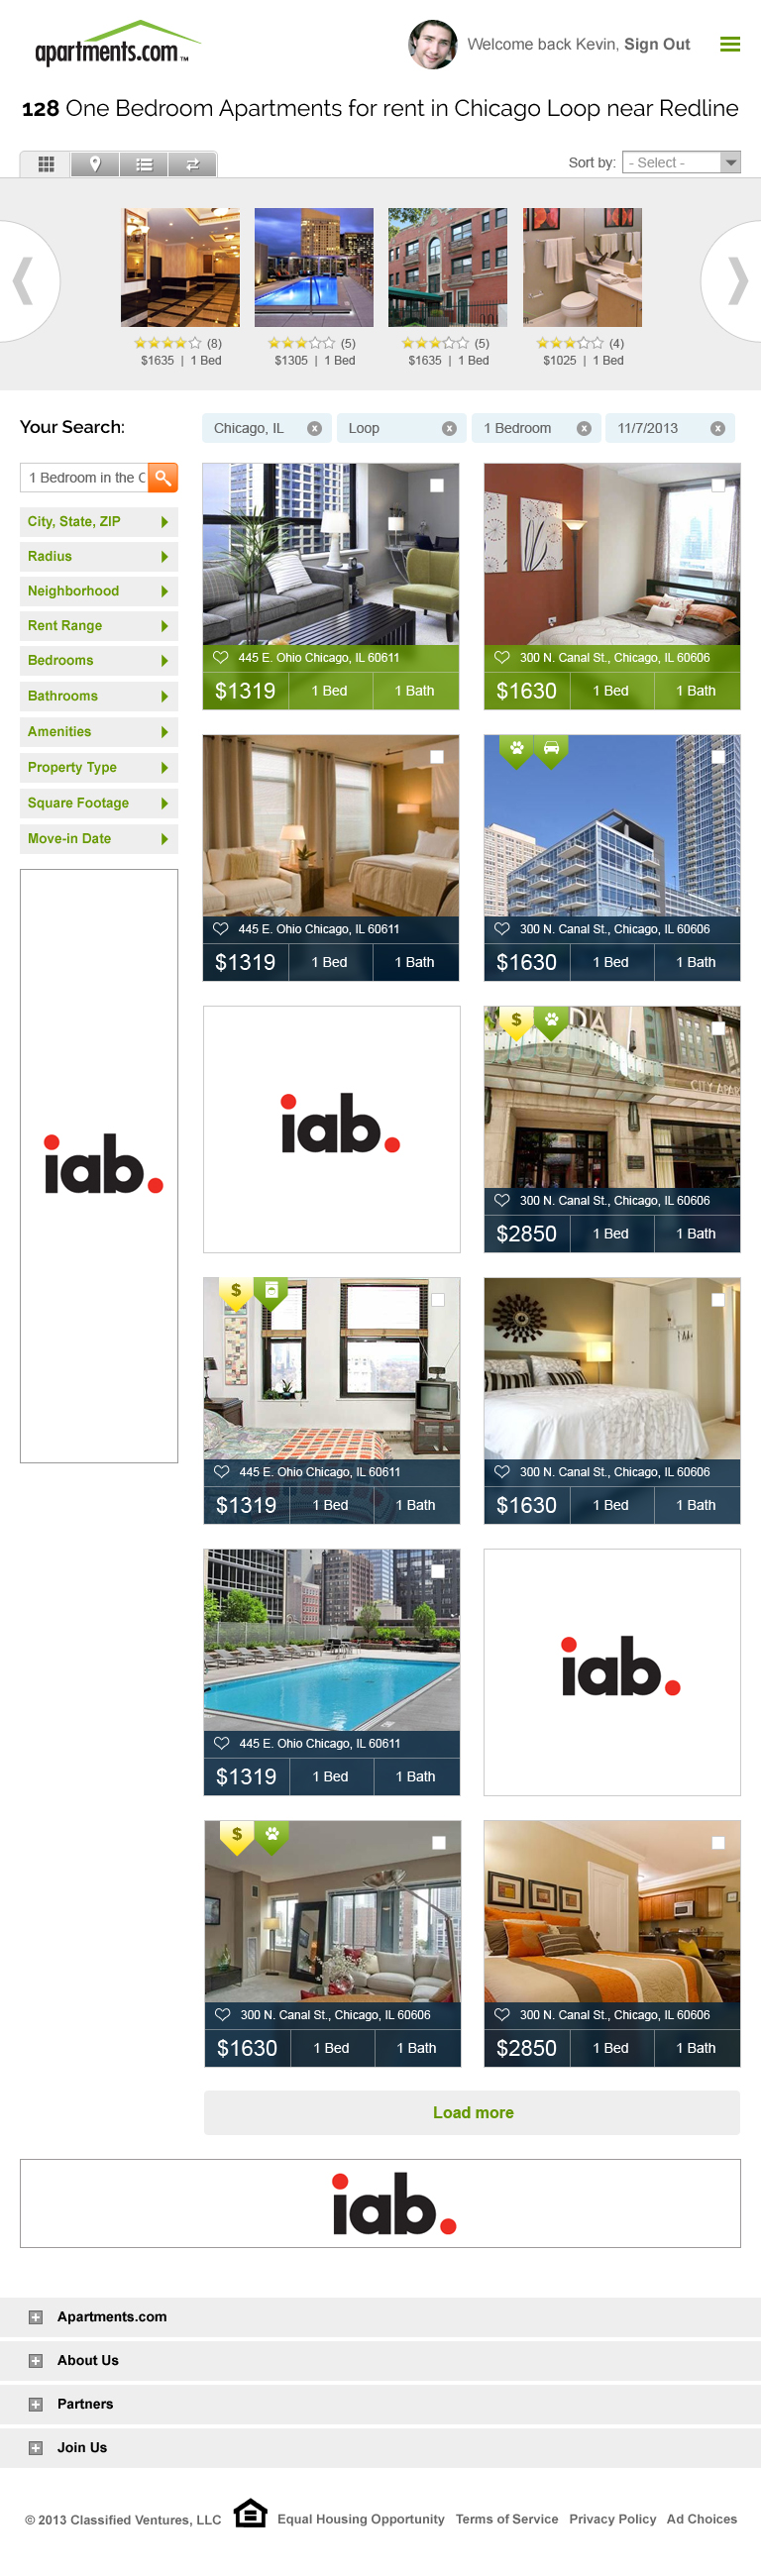 apartments.com™
Welcome back Kevin, Sign Out
128 One Bedroom Apartments for rent in Chicago Loop near Redline
Sort by: - Select -
(8) (5) (5) (4)
$1635 | 1 Bed $1305 | 1 Bed $1635 | 1 Bed $1025 | 1 Bed
Your Search:
Chicago, IL x Loop x 1 Bedroom x 11/7/2013 x
1 Bedroom in the C
City, State, ZIP
Radius
Neighborhood
Rent Range
Bedrooms
Bathrooms
Amenities
Property Type
Square Footage
Move-in Date
iab.
445 E. Ohio Chicago, IL 60611
$1319 1 Bed 1 Bath
300 N. Canal St., Chicago, IL 60606
$1630 1 Bed 1 Bath
445 E. Ohio Chicago, IL 60611
$1319 1 Bed 1 Bath
300 N. Canal St., Chicago, IL 60606
$1630 1 Bed 1 Bath
iab.
$
DA
CITY APAR
300 N. Canal St., Chicago, IL 60606
$2850 1 Bed 1 Bath
$
445 E. Ohio Chicago, IL 60611
$1319 1 Bed 1 Bath
300 N. Canal St., Chicago, IL 60606
$1630 1 Bed 1 Bath
445 E. Ohio Chicago, IL 60611
$1319 1 Bed 1 Bath
iab.
$
300 N. Canal St., Chicago, IL 60606
$1630 1 Bed 1 Bath
300 N. Canal St., Chicago, IL 60606
$2850 1 Bed 1 Bath
Load more
iab.
Apartments.com
About Us
Partners
Join Us
© 2013 Classified Ventures, LLC Equal Housing Opportunity Terms of Service Privacy Policy Ad Choices